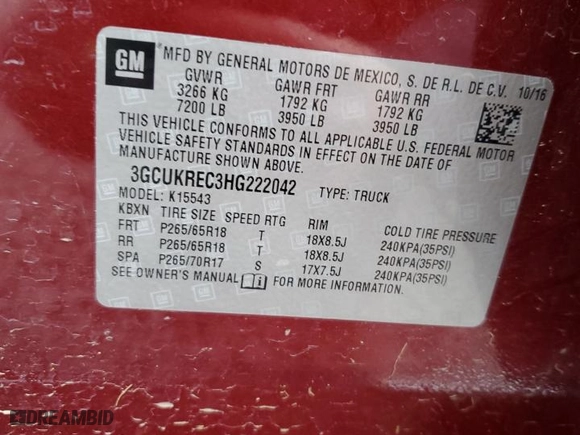 GM
MFD BY GENERAL MOTORS DE MEXICO, S. DE R.L. DE C.V. 10/16
GVWR GAWR FRT GAWR RR
3266 KG 1792 KG 1792 KG
7200 LB 3950 LB 3950 LB
THIS VEHICLE CONFORMS TO ALL APPLICABLE U.S. FEDERAL MOTOR
VEHICLE SAFETY STANDARDS IN EFFECT ON THE DATE OF
MANUFACTURE SHOWN ABOVE.
3GCUKREC3HG222042
MODEL: K15543 TYPE: TRUCK
KBXN TIRE SIZE SPEED RTG RIM COLD TIRE PRESSURE
FRT P265/65R18 T 18X8.5J 240KPA(35PSI)
RR P265/65R18 T 18X8.5J 240KPA(35PSI)
SPA P265/70R17 S 17X7.5J 240KPA(35PSI)
SEE OWNER'S MANUAL FOR MORE INFORMATION.
DREAMBID